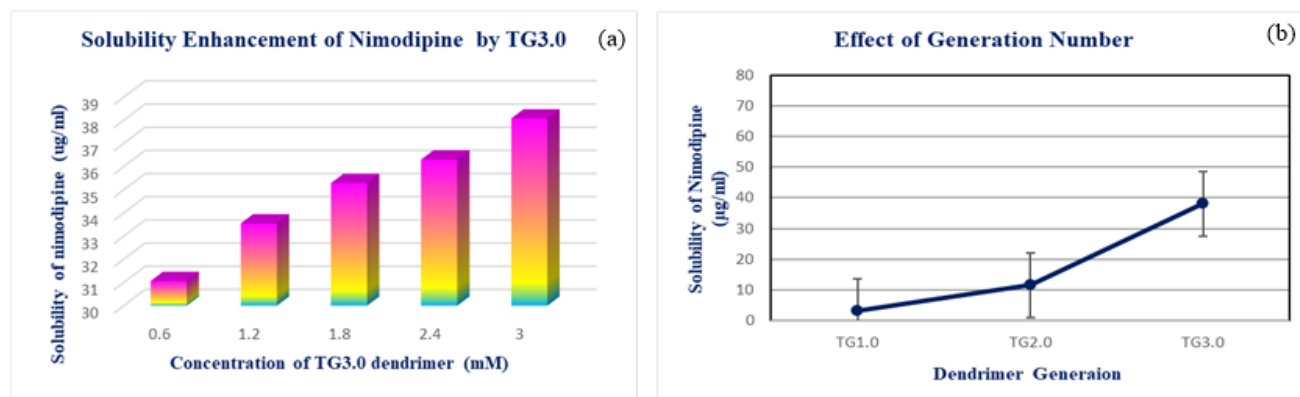 Solubility Enhancement of Nimodipine by TG3.0 (a)
Solubility of nimodipine (ug/ml)
39
38
37
36
35
34
33
32
31
30
0.6 1.2 1.8 2.4 3
Concentration of TG3.0 dendrimer (mM)
Effect of Generation Number (b)
Solubility of Nimodipine
(µg/ml)
80
70
60
50
40
30
20
10
0
TG1.0 TG2.0 TG3.0
Dendrimer Generaion